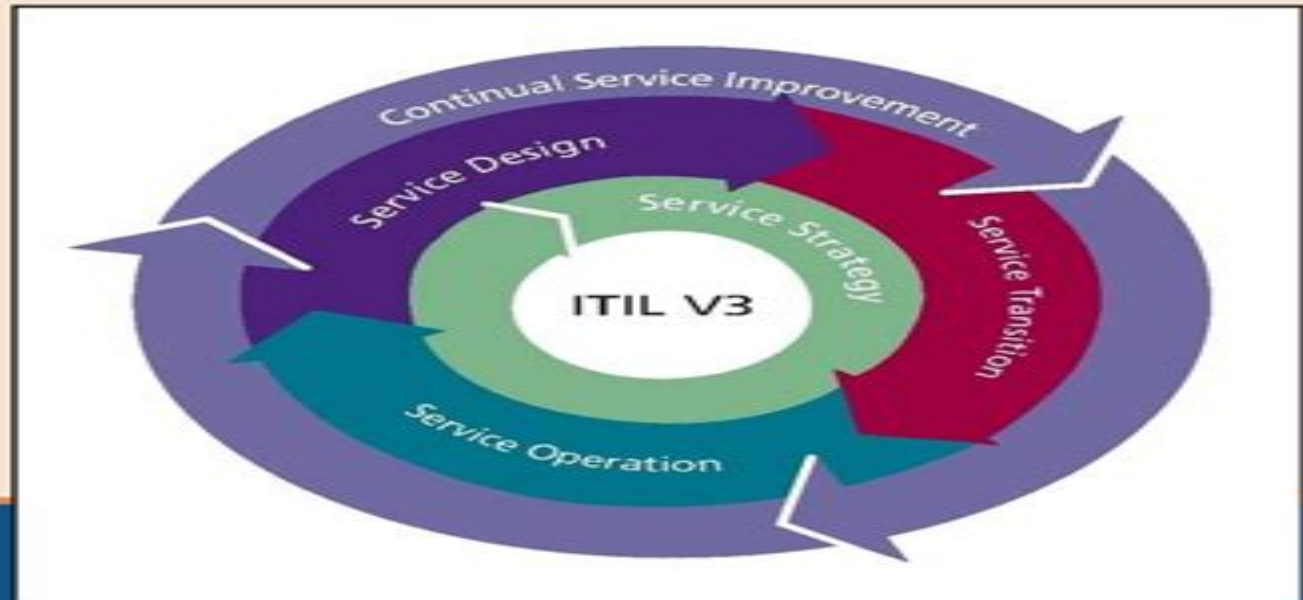 Continual Service Improvement
Service Design
Service Strategy
Service Transition
ITIL V3
Service Operation